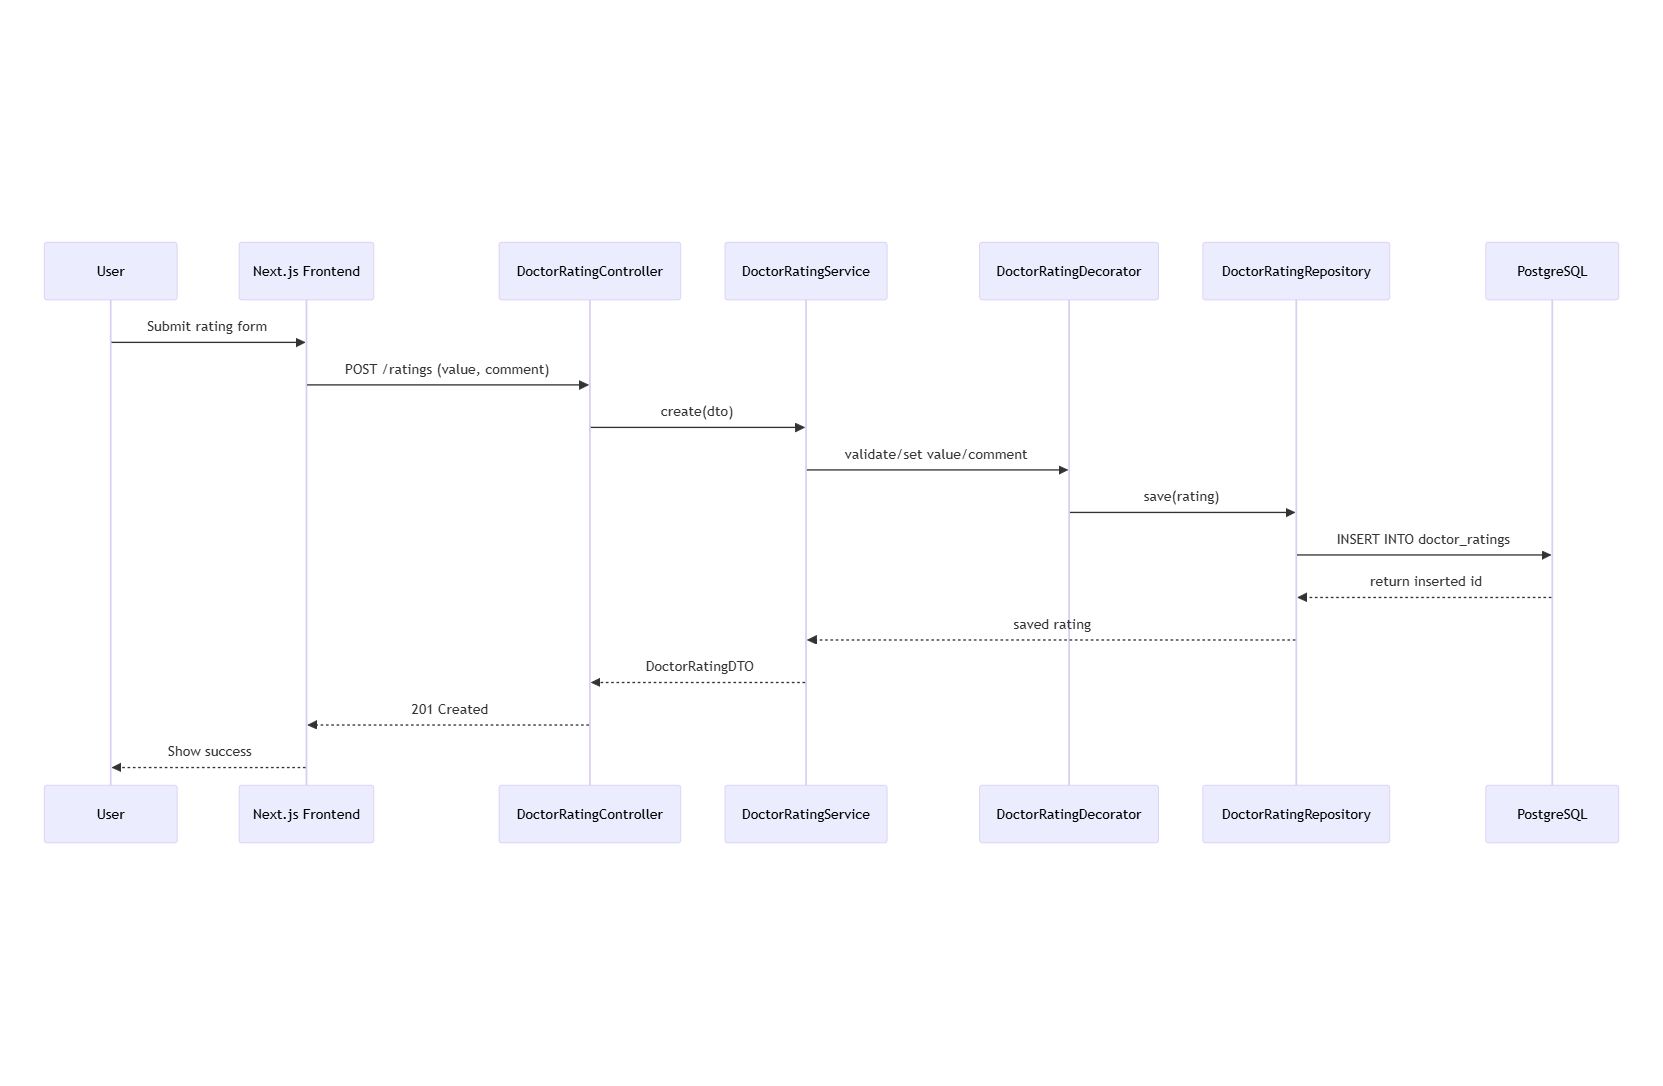 User
Next.js Frontend
DoctorRatingController
DoctorRatingService
DoctorRatingDecorator
DoctorRatingRepository
PostgreSQL
Submit rating form
POST /ratings (value, comment)
create(dto)
validate/set value/comment
save(rating)
INSERT INTO doctor_ratings
return inserted id
saved rating
DoctorRatingDTO
201 Created
Show success
User
Next.js Frontend
DoctorRatingController
DoctorRatingService
DoctorRatingDecorator
DoctorRatingRepository
PostgreSQL